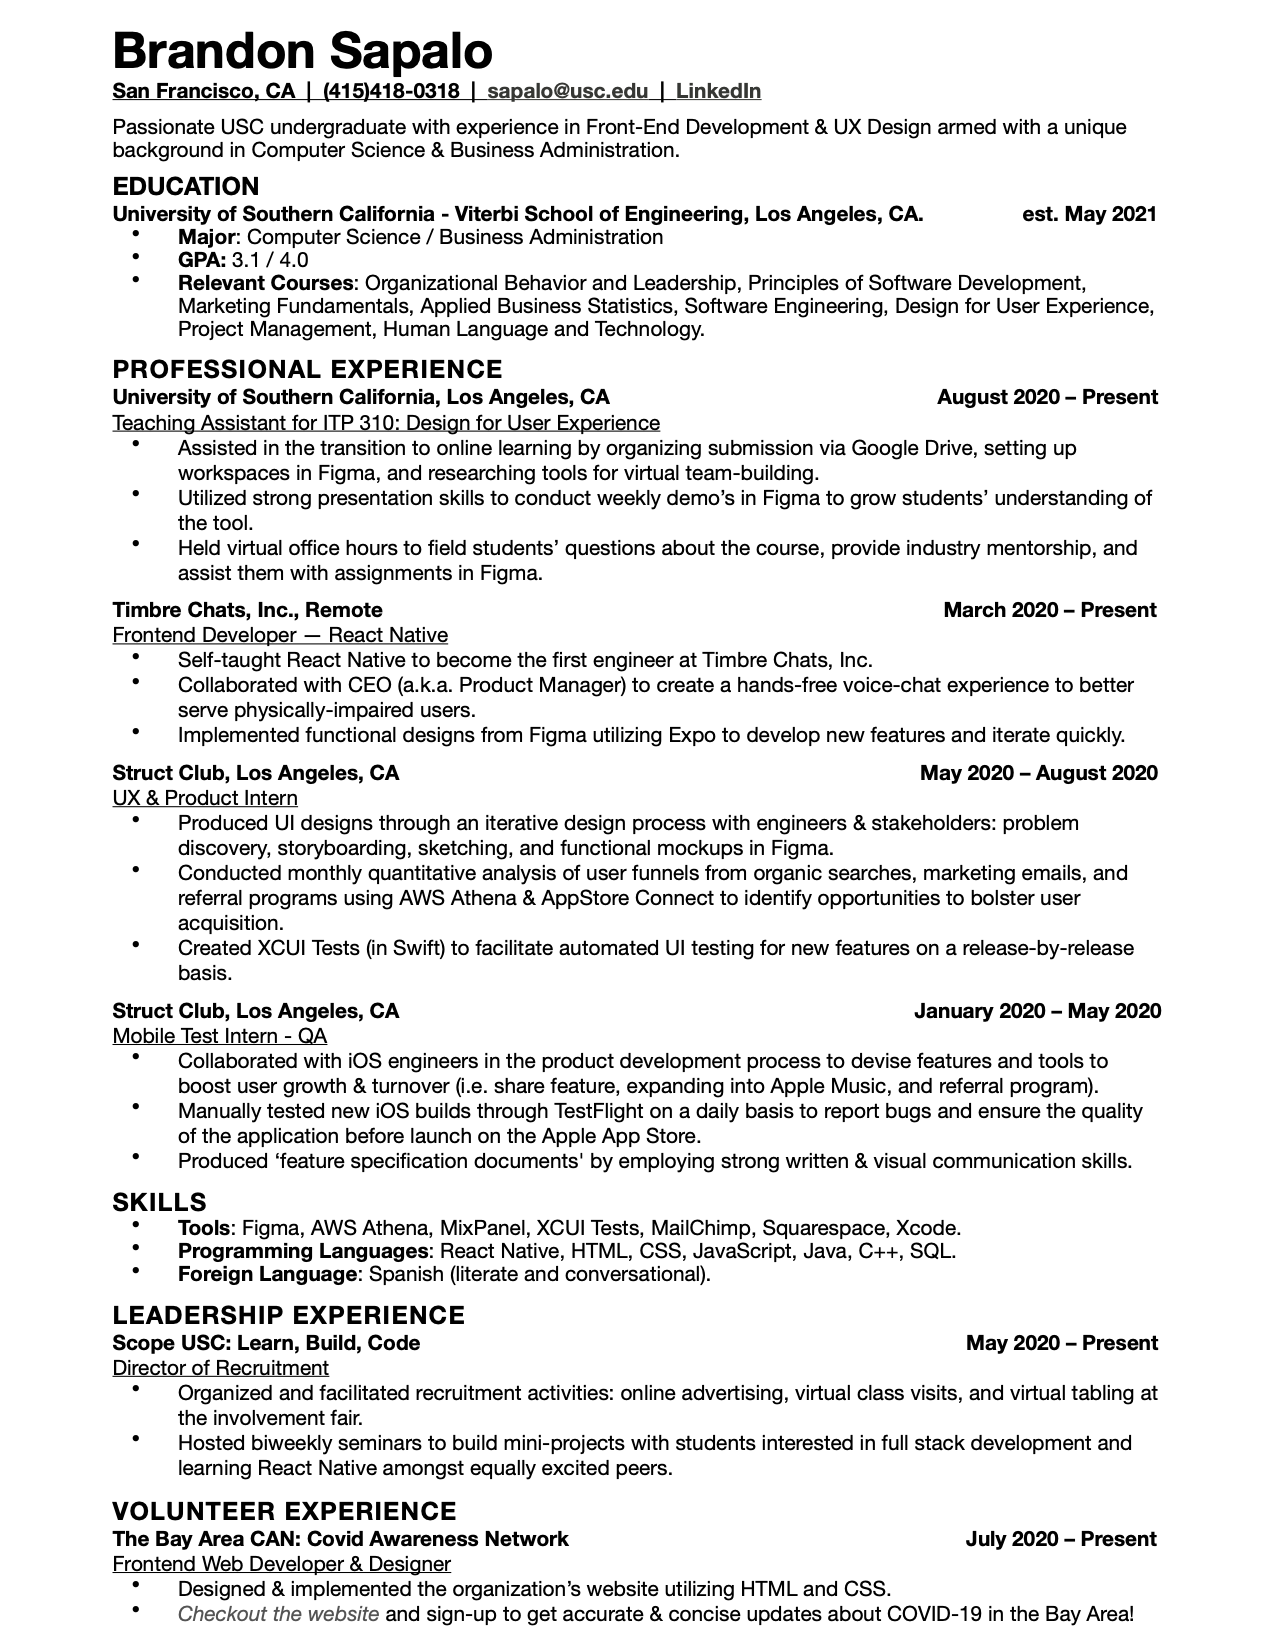 Brandon Sapalo
San Francisco, CA | (415)418-0318 | sapalo@usc.edu | LinkedIn
Passionate USC undergraduate with experience in Front-End Development & UX Design armed with a unique
background in Computer Science & Business Administration.
EDUCATION
University of Southern California - Viterbi School of Engineering, Los Angeles, CA. est. May 2021
• Major: Computer Science / Business Administration
• GPA: 3.1 / 4.0
• Relevant Courses: Organizational Behavior and Leadership, Principles of Software Development,
Marketing Fundamentals, Applied Business Statistics, Software Engineering, Design for User Experience,
Project Management, Human Language and Technology.
PROFESSIONAL EXPERIENCE
University of Southern California, Los Angeles, CA August 2020 – Present
Teaching Assistant for ITP 310: Design for User Experience
• Assisted in the transition to online learning by organizing submission via Google Drive, setting up
workspaces in Figma, and researching tools for virtual team-building.
• Utilized strong presentation skills to conduct weekly demo’s in Figma to grow students’ understanding of
the tool.
• Held virtual office hours to field students’ questions about the course, provide industry mentorship, and
assist them with assignments in Figma.
Timbre Chats, Inc., Remote March 2020 – Present
Frontend Developer — React Native
• Self-taught React Native to become the first engineer at Timbre Chats, Inc.
• Collaborated with CEO (a.k.a. Product Manager) to create a hands-free voice-chat experience to better
serve physically-impaired users.
• Implemented functional designs from Figma utilizing Expo to develop new features and iterate quickly.
Struct Club, Los Angeles, CA May 2020 – August 2020
UX & Product Intern
• Produced UI designs through an iterative design process with engineers & stakeholders: problem
discovery, storyboarding, sketching, and functional mockups in Figma.
• Conducted monthly quantitative analysis of user funnels from organic searches, marketing emails, and
referral programs using AWS Athena & AppStore Connect to identify opportunities to bolster user
acquisition.
• Created XCUI Tests (in Swift) to facilitate automated UI testing for new features on a release-by-release
basis.
Struct Club, Los Angeles, CA January 2020 – May 2020
Mobile Test Intern - QA
• Collaborated with iOS engineers in the product development process to devise features and tools to
boost user growth & turnover (i.e. share feature, expanding into Apple Music, and referral program).
• Manually tested new iOS builds through TestFlight on a daily basis to report bugs and ensure the quality
of the application before launch on the Apple App Store.
• Produced ‘feature specification documents' by employing strong written & visual communication skills.
SKILLS
• Tools: Figma, AWS Athena, MixPanel, XCUI Tests, MailChimp, Squarespace, Xcode.
• Programming Languages: React Native, HTML, CSS, JavaScript, Java, C++, SQL.
• Foreign Language: Spanish (literate and conversational).
LEADERSHIP EXPERIENCE
Scope USC: Learn, Build, Code May 2020 – Present
Director of Recruitment
• Organized and facilitated recruitment activities: online advertising, virtual class visits, and virtual tabling at
the involvement fair.
• Hosted biweekly seminars to build mini-projects with students interested in full stack development and
learning React Native amongst equally excited peers.
VOLUNTEER EXPERIENCE
The Bay Area CAN: Covid Awareness Network July 2020 – Present
Frontend Web Developer & Designer
• Designed & implemented the organization’s website utilizing HTML and CSS.
• Checkout the website and sign-up to get accurate & concise updates about COVID-19 in the Bay Area!